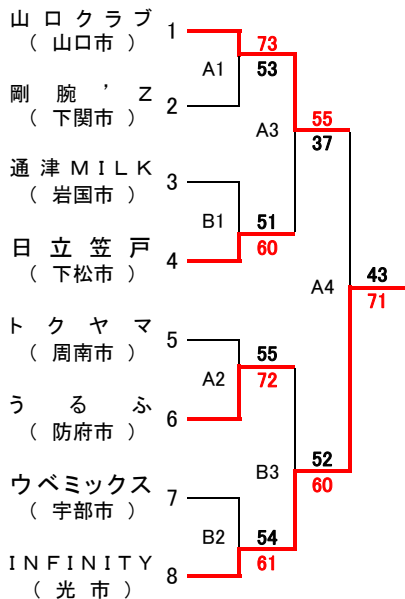 山口クラブ 1
（山口市） 73
A1 53
剛腕’Z 2
（下関市） 55
A3 37
通津MILK 3
（岩国市）
B1 51
日立笠戸 4 60
（下松市） 43
A4 71
トクヤマ 5
（周南市） 55
A2 72
うるふ 6
（防府市） 52
B3 60
ウベミックス 7
（宇部市）
B2 54
INFINITY 8 61
（光市）